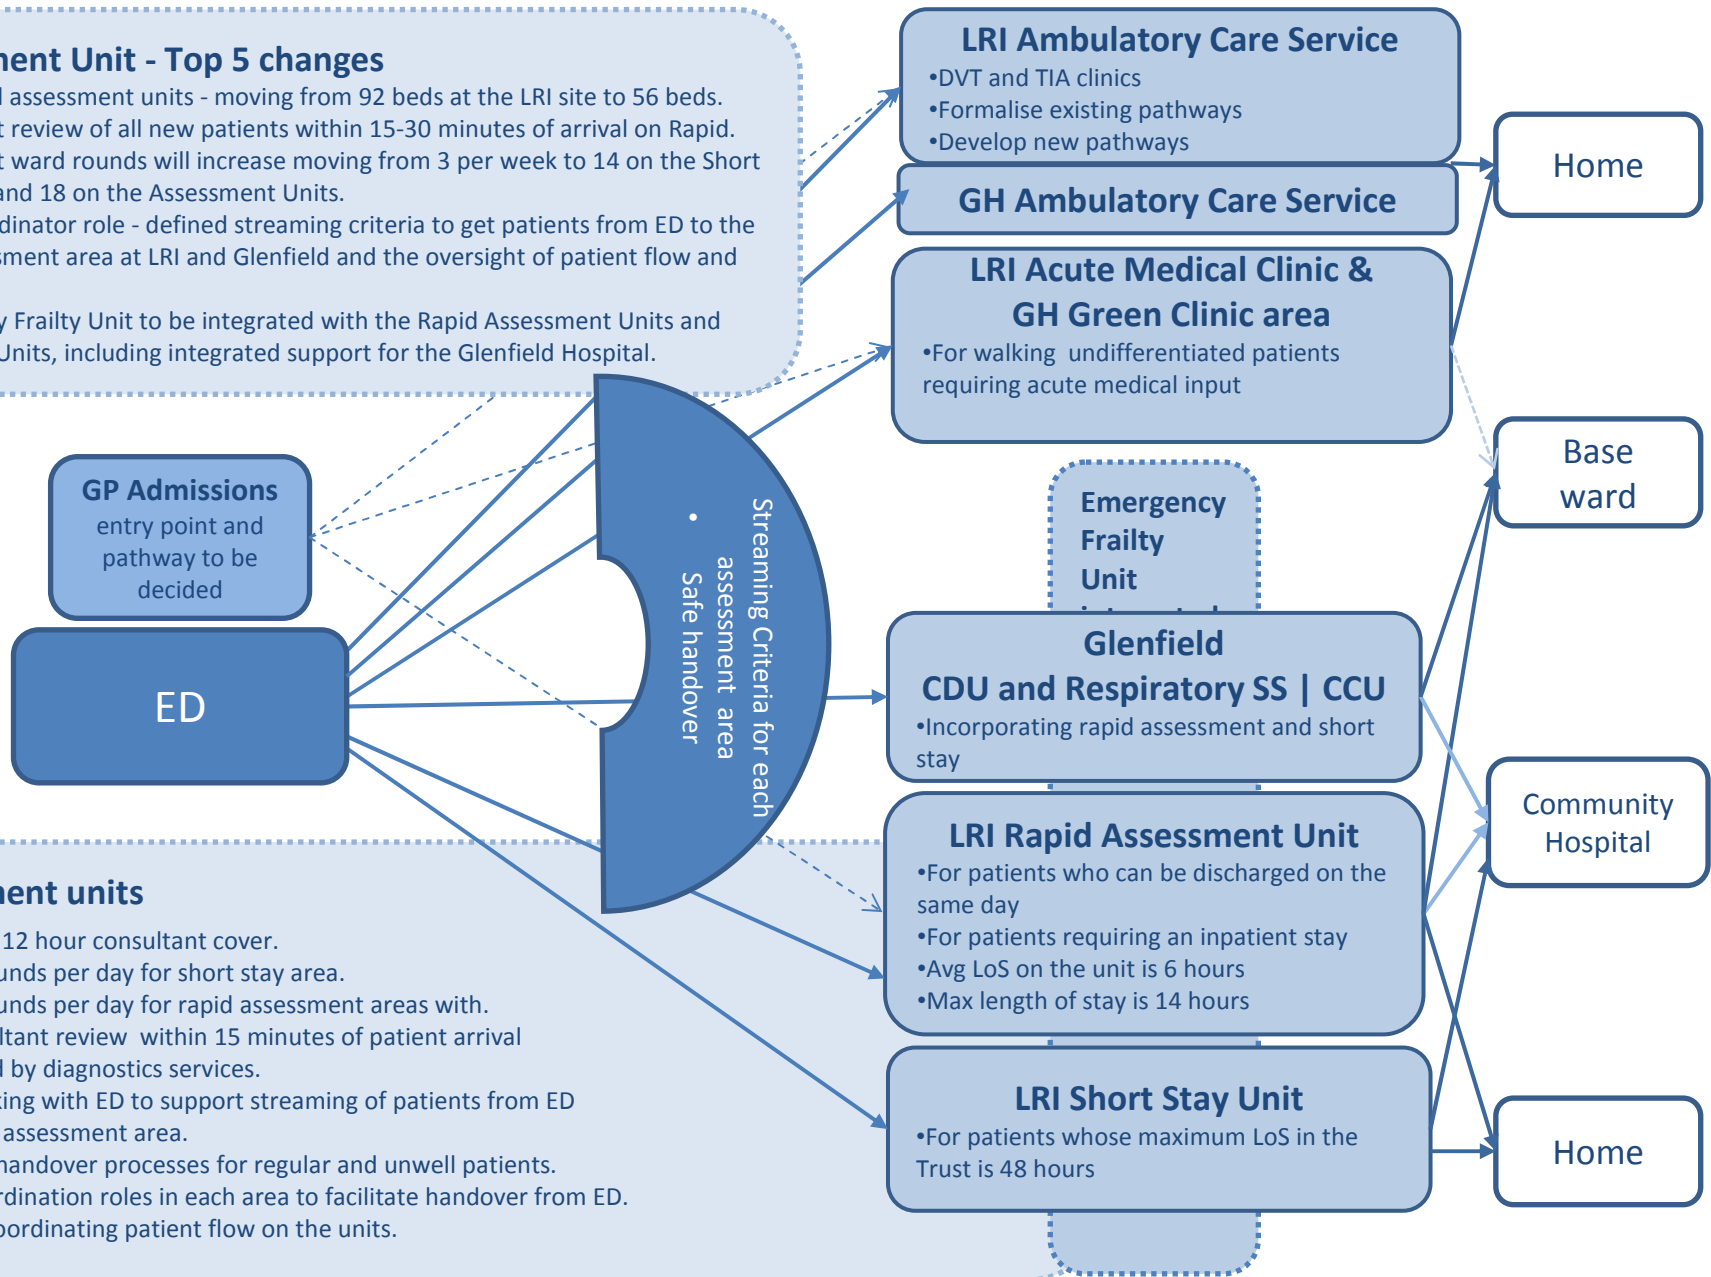 ment Unit - Top 5 changes
assessment units - moving from 92 beds at the LRI site to 56 beds.
review of all new patients within 15-30 minutes of arrival on Rapid.
ward rounds will increase moving from 3 per week to 14 on the Short
and 18 on the Assessment Units.
dinator role - defined streaming criteria to get patients from ED to the
sment area at LRI and Glenfield and the oversight of patient flow and
y Frailty Unit to be integrated with the Rapid Assessment Units and
Units, including integrated support for the Glenfield Hospital.
LRI Ambulatory Care Service
•DVT and TIA clinics
•Formalise existing pathways
•Develop new pathways
GH Ambulatory Care Service
LRI Acute Medical Clinic &
GH Green Clinic area
•For walking  undifferentiated patients
requiring acute medical input
Home
Base
ward
GP Admissions
entry point and
pathway to be
decided
ED
Streaming Criteria for each
assessment  area
• Safe handover
Emergency
Frailty
Unit
Glenfield
CDU and Respiratory SS | CCU
•Incorporating rapid assessment and short
stay
LRI Rapid Assessment Unit
•For patients who can be discharged on the
same day
•For patients requiring an inpatient stay
•Avg LoS on the unit is 6 hours
•Max length of stay is 14 hours
LRI Short Stay Unit
•For patients whose maximum LoS in the
Trust is 48 hours
Community
Hospital
Home
ment units
12 hour consultant cover.
unds per day for short stay area.
unds per day for rapid assessment areas with.
ltant review  within 15 minutes of patient arrival
d by diagnostics services.
king with ED to support streaming of patients from ED
assessment area.
handover processes for regular and unwell patients.
rdination roles in each area to facilitate handover from ED.
oordinating patient flow on the units.